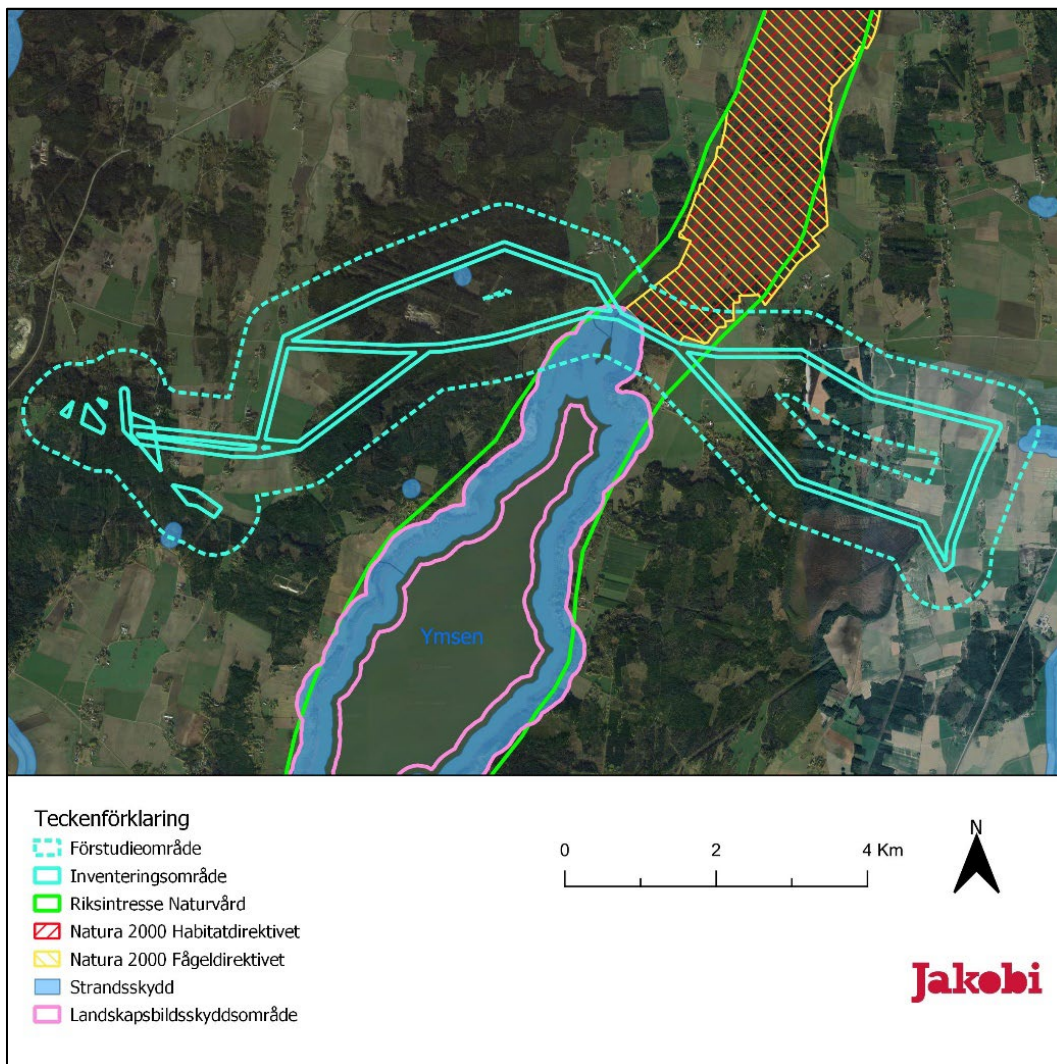 Ymsen
Teckenförklaring
Förstudieområde
Inventeringsområde
Riksintresse Naturvård
Natura 2000 Habitatdirektivet
Natura 2000 Fågeldirektivet
Strandsskydd
Landskapsbildsskyddsområde
0 2 4 Km
N
Jakobi